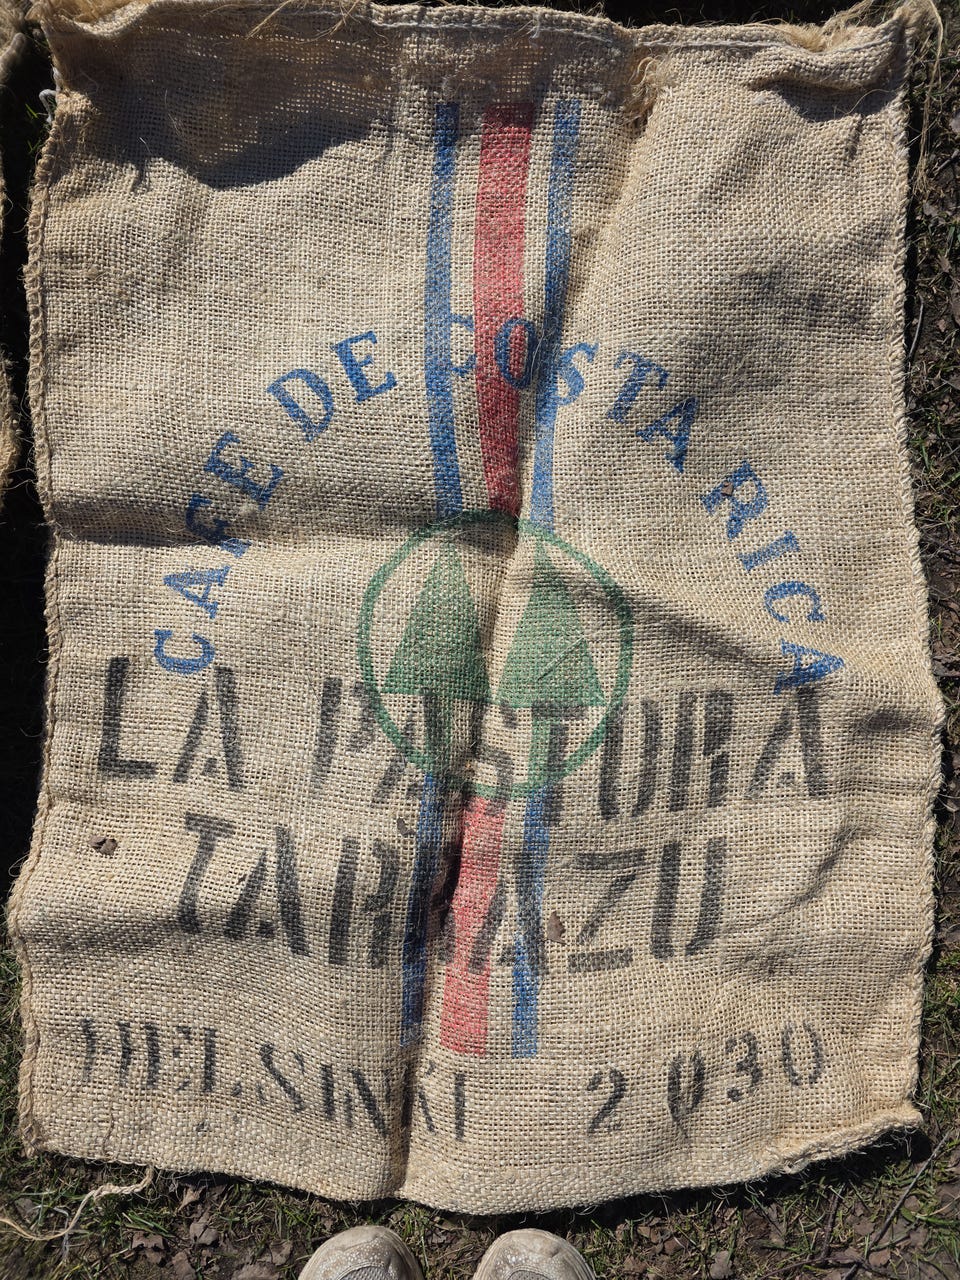 CAFE DE COSTA RICA
LA PASTORA
TARRAZU
HELSINKI 2030